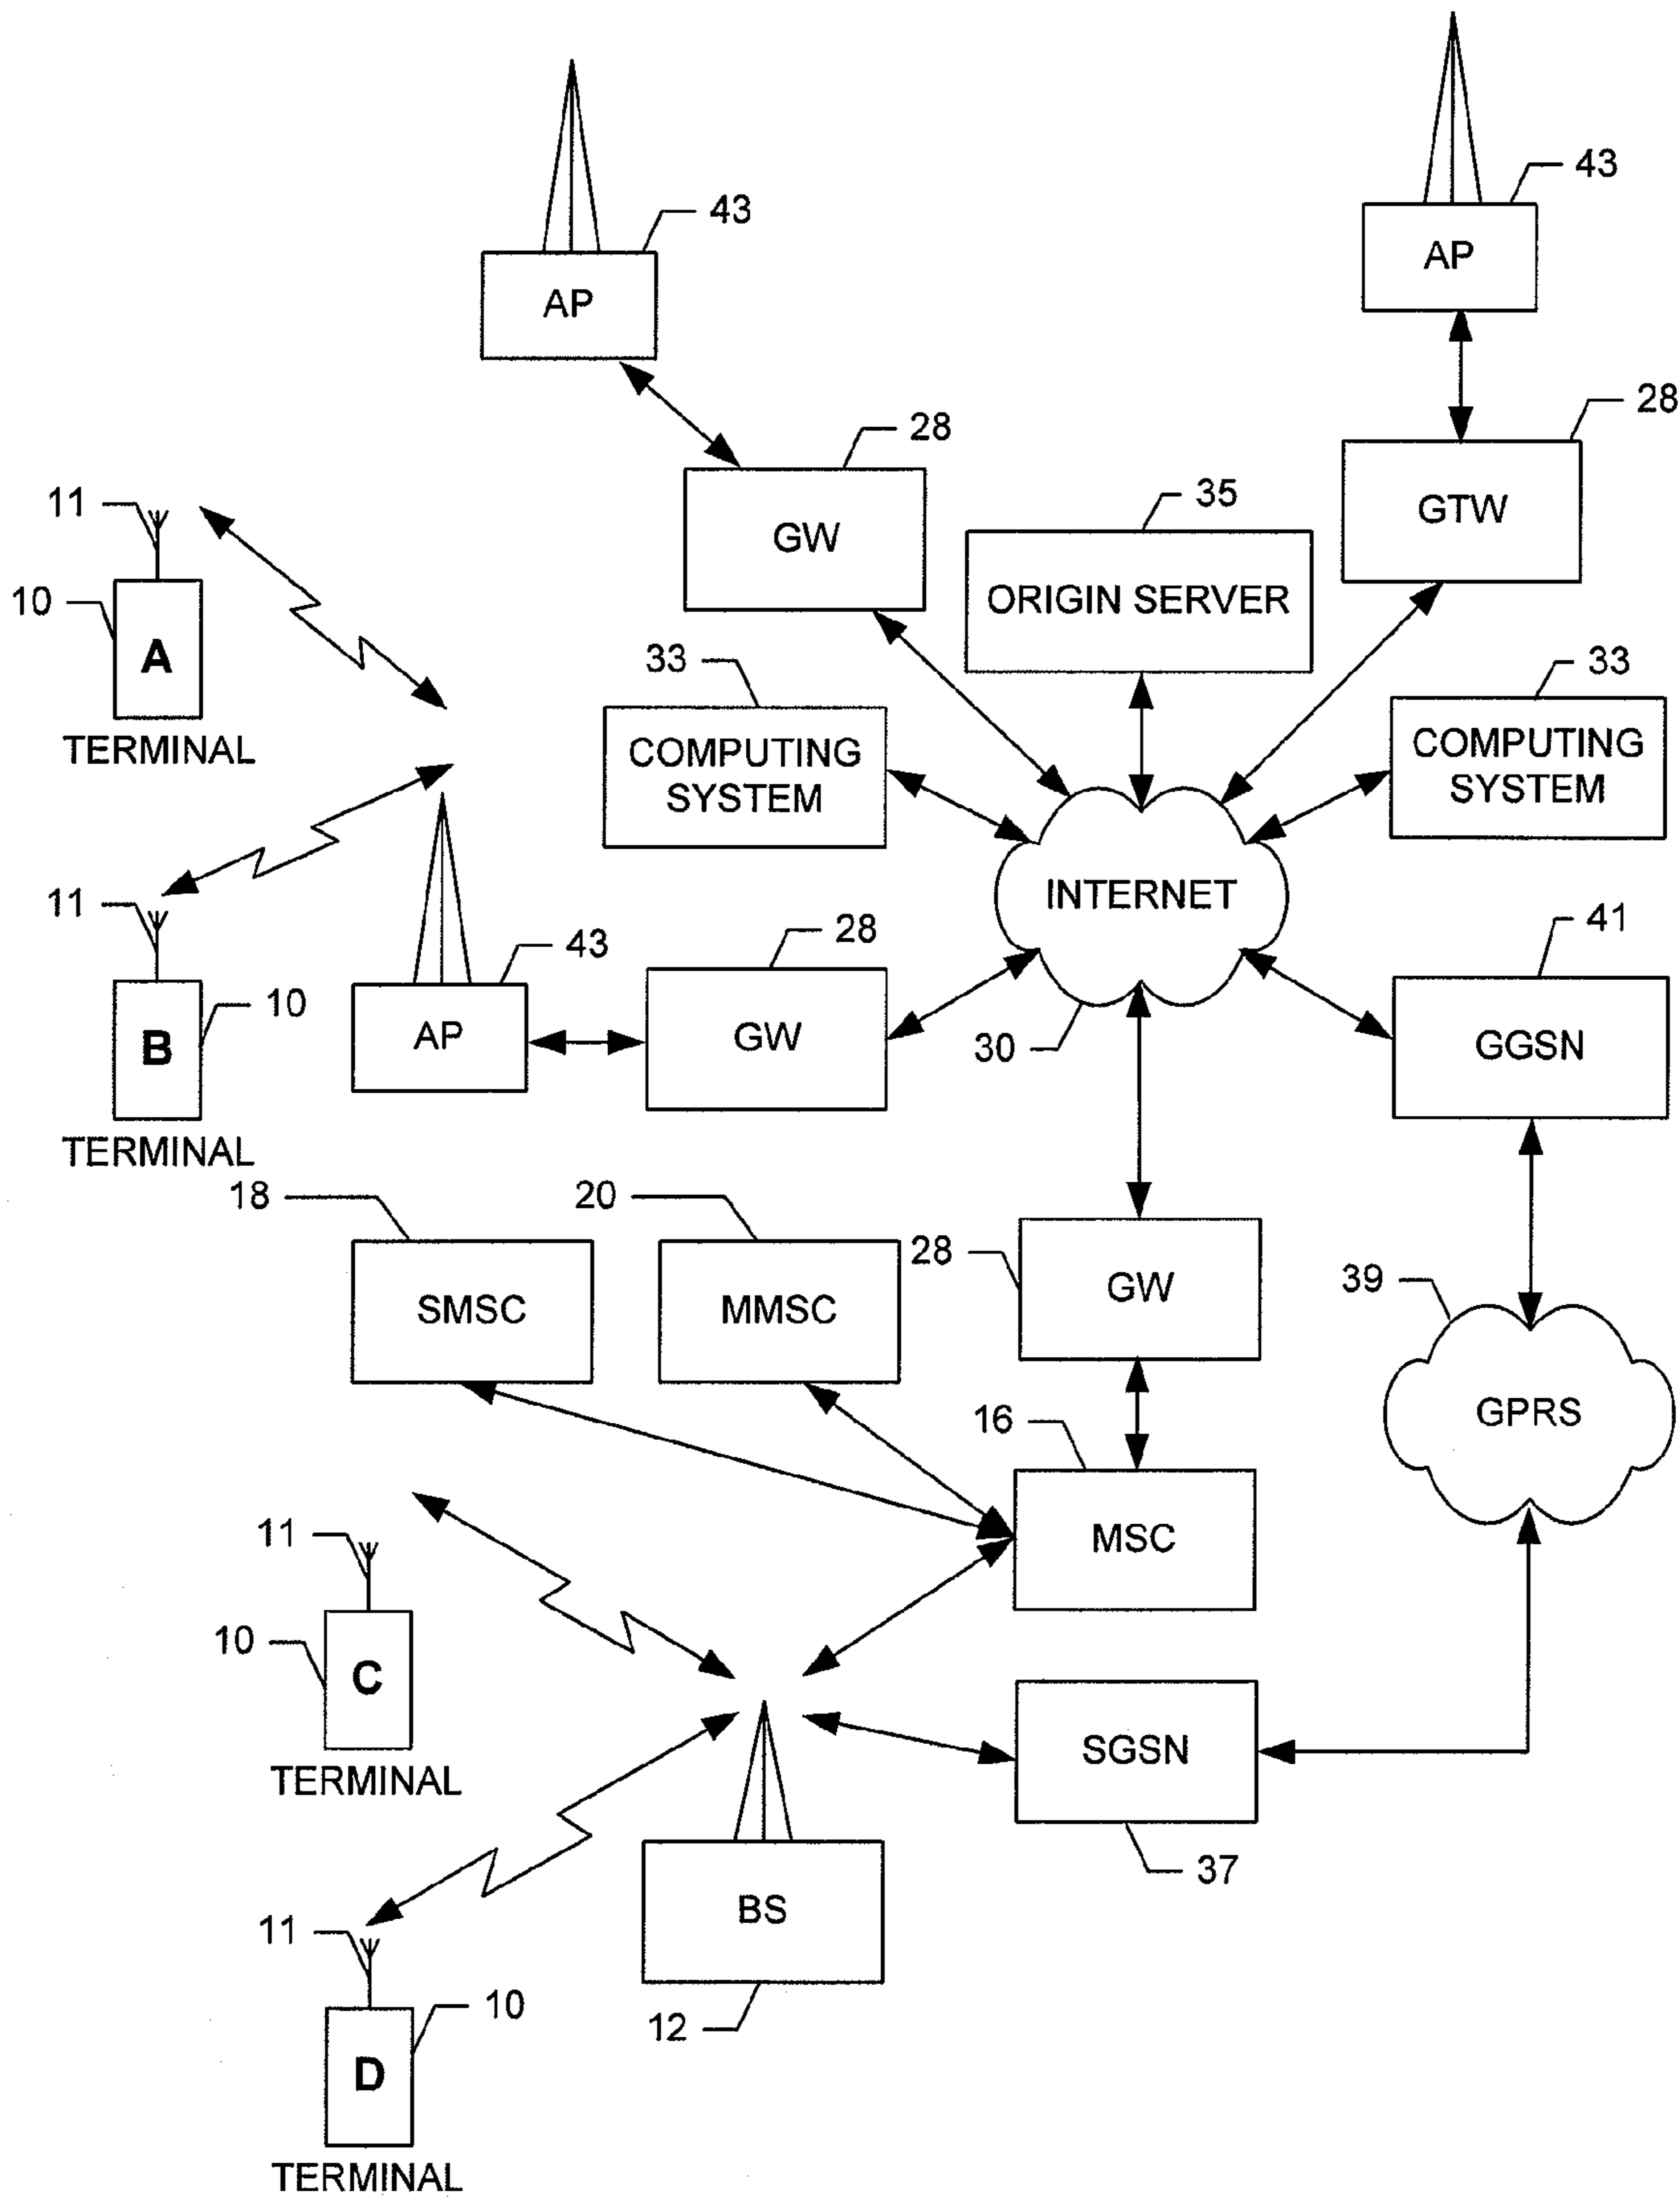 43
AP
43
AP
28
GW
28
GTW
35
ORIGIN SERVER
11
10
A
TERMINAL
33
COMPUTING
SYSTEM
33
COMPUTING
SYSTEM
INTERNET
30
11
10
B
TERMINAL
43
AP
28
GW
41
GGSN
18
SMSC
20
MMSC
28
GW
39
GPRS
16
MSC
11
10
C
TERMINAL
SGSN
37
BS
12
11
10
D
TERMINAL